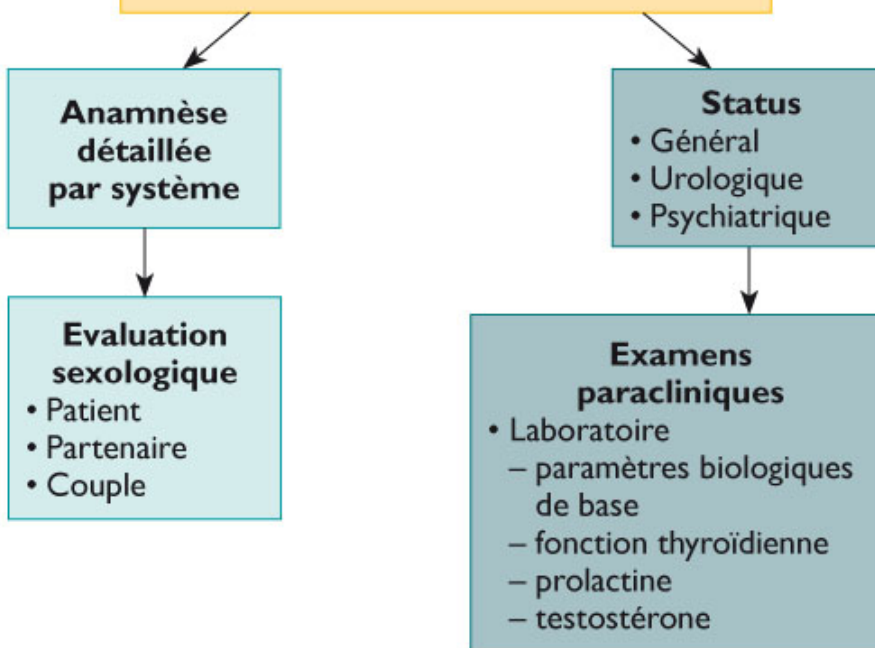 Anamnèse
détaillée
par système
Evaluation
sexologique
• Patient
• Partenaire
• Couple
Status
• Général
• Urologique
• Psychiatrique
Examens
paracliniques
• Laboratoire
– paramètres biologiques
de base
– fonction thyroïdienne
– prolactine
– testostérone